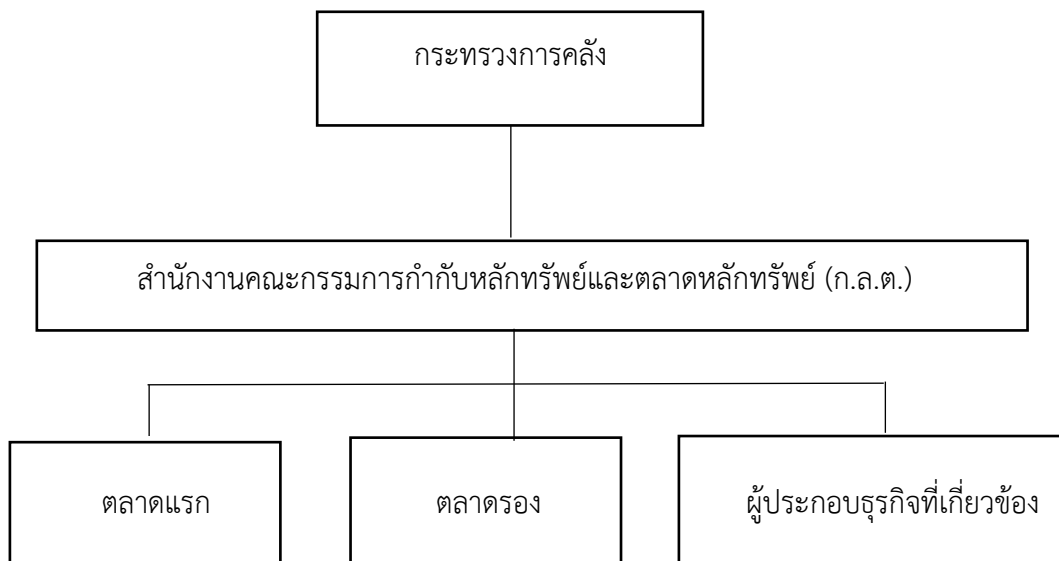 กระทรวงการคลัง
สำนักงานคณะกรรมการกำกับหลักทรัพย์และตลาดหลักทรัพย์ (ก.ล.ต.)
ตลาดแรก
ตลาดรอง
ผู้ประกอบธุรกิจที่เกี่ยวข้อง